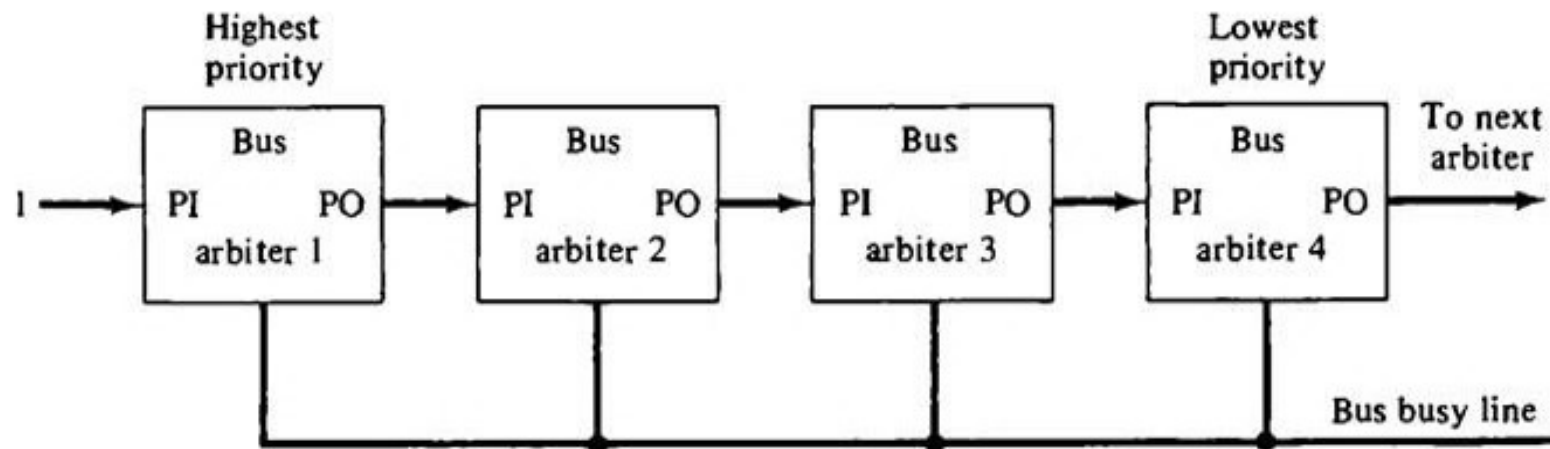 Highest
priority
Lowest
priority
Bus
PI PO
arbiter 1
Bus
PI PO
arbiter 2
Bus
PI PO
arbiter 3
Bus
PI PO
arbiter 4
1
To next
arbiter
Bus busy line